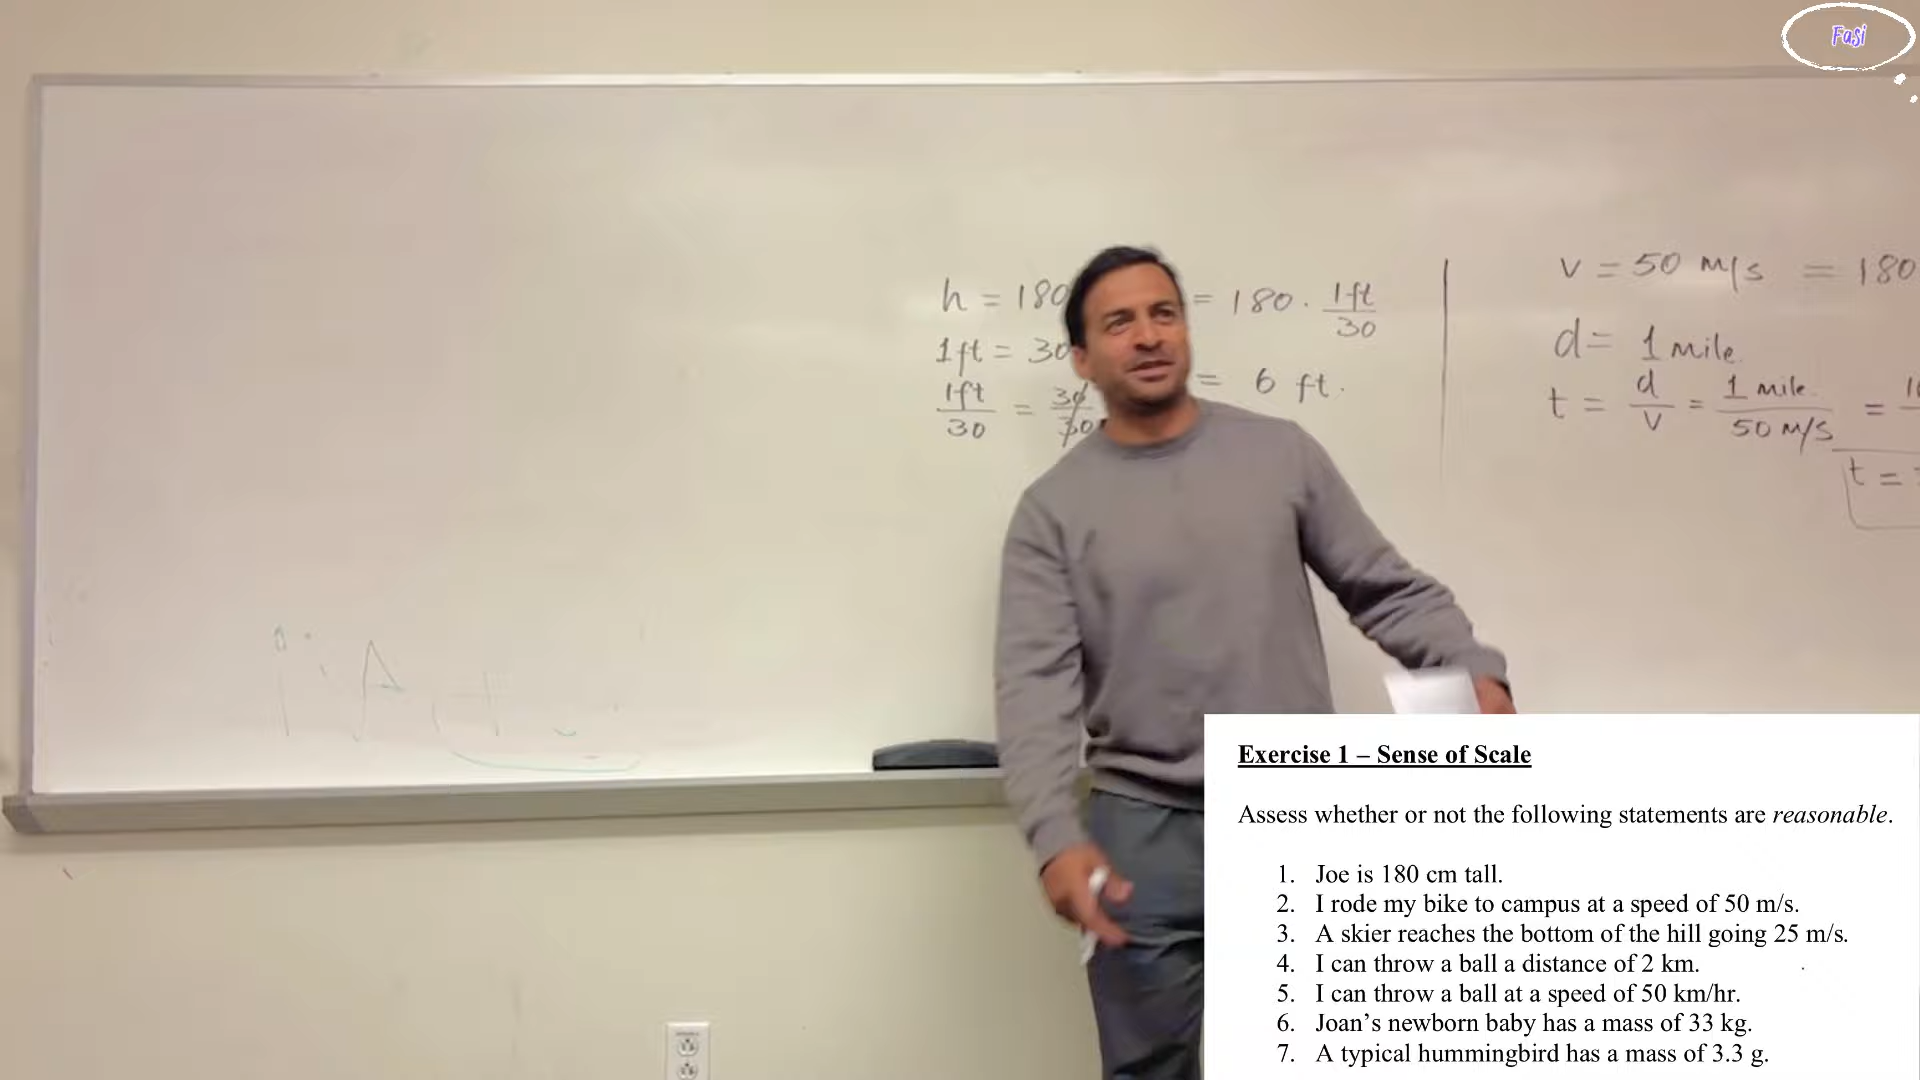 Fasi
h = 180 = 180 · 1ft/30
1ft = 30
1ft/30 = 30/30 = 6 ft.
v = 50 m/s = 180
d = 1 mile
t = d/v = 1 mile/50 m/s =
t =
Exercise 1 – Sense of Scale
Assess whether or not the following statements are reasonable.
1. Joe is 180 cm tall.
2. I rode my bike to campus at a speed of 50 m/s.
3. A skier reaches the bottom of the hill going 25 m/s.
4. I can throw a ball a distance of 2 km.
5. I can throw a ball at a speed of 50 km/hr.
6. Joan's newborn baby has a mass of 33 kg.
7. A typical hummingbird has a mass of 3.3 g.